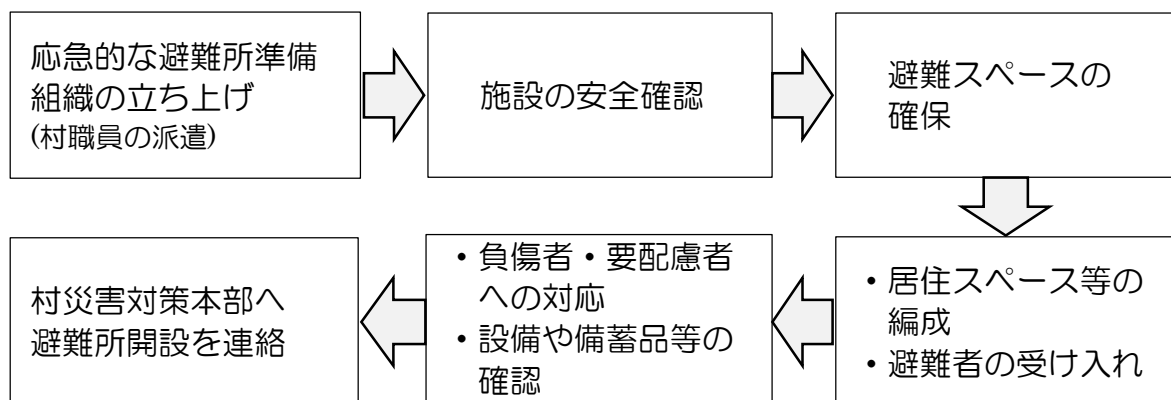 応急的な避難所準備
組織の立ち上げ
(村職員の派遣)
施設の安全確認
避難スペースの
確保
・居住スペース等の
編成
・避難者の受け入れ
・負傷者・要配慮者
への対応
・設備や備蓄品等の
確認
村災害対策本部へ
避難所開設を連絡